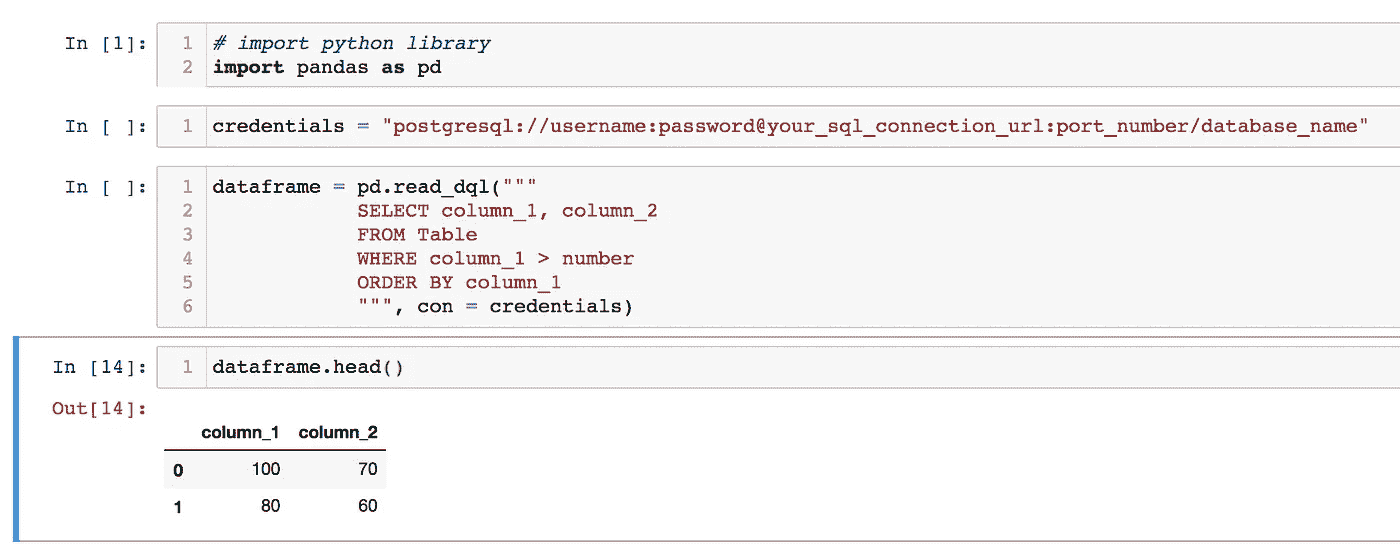 In [1]: 1 # import python library
2 import pandas as pd
In [ ]: 1 credentials = "postgresql://username:password@your_sql_connection_url:port_number/database_name"
In [ ]: 1 dataframe = pd.read_dql("""
2 SELECT column_1, column_2
3 FROM Table
4 WHERE column_1 > number
5 ORDER BY column_1
6 """, con = credentials)
In [14]: 1 dataframe.head()
Out[14]:
column_1 column_2
0 100 70
1 80 60